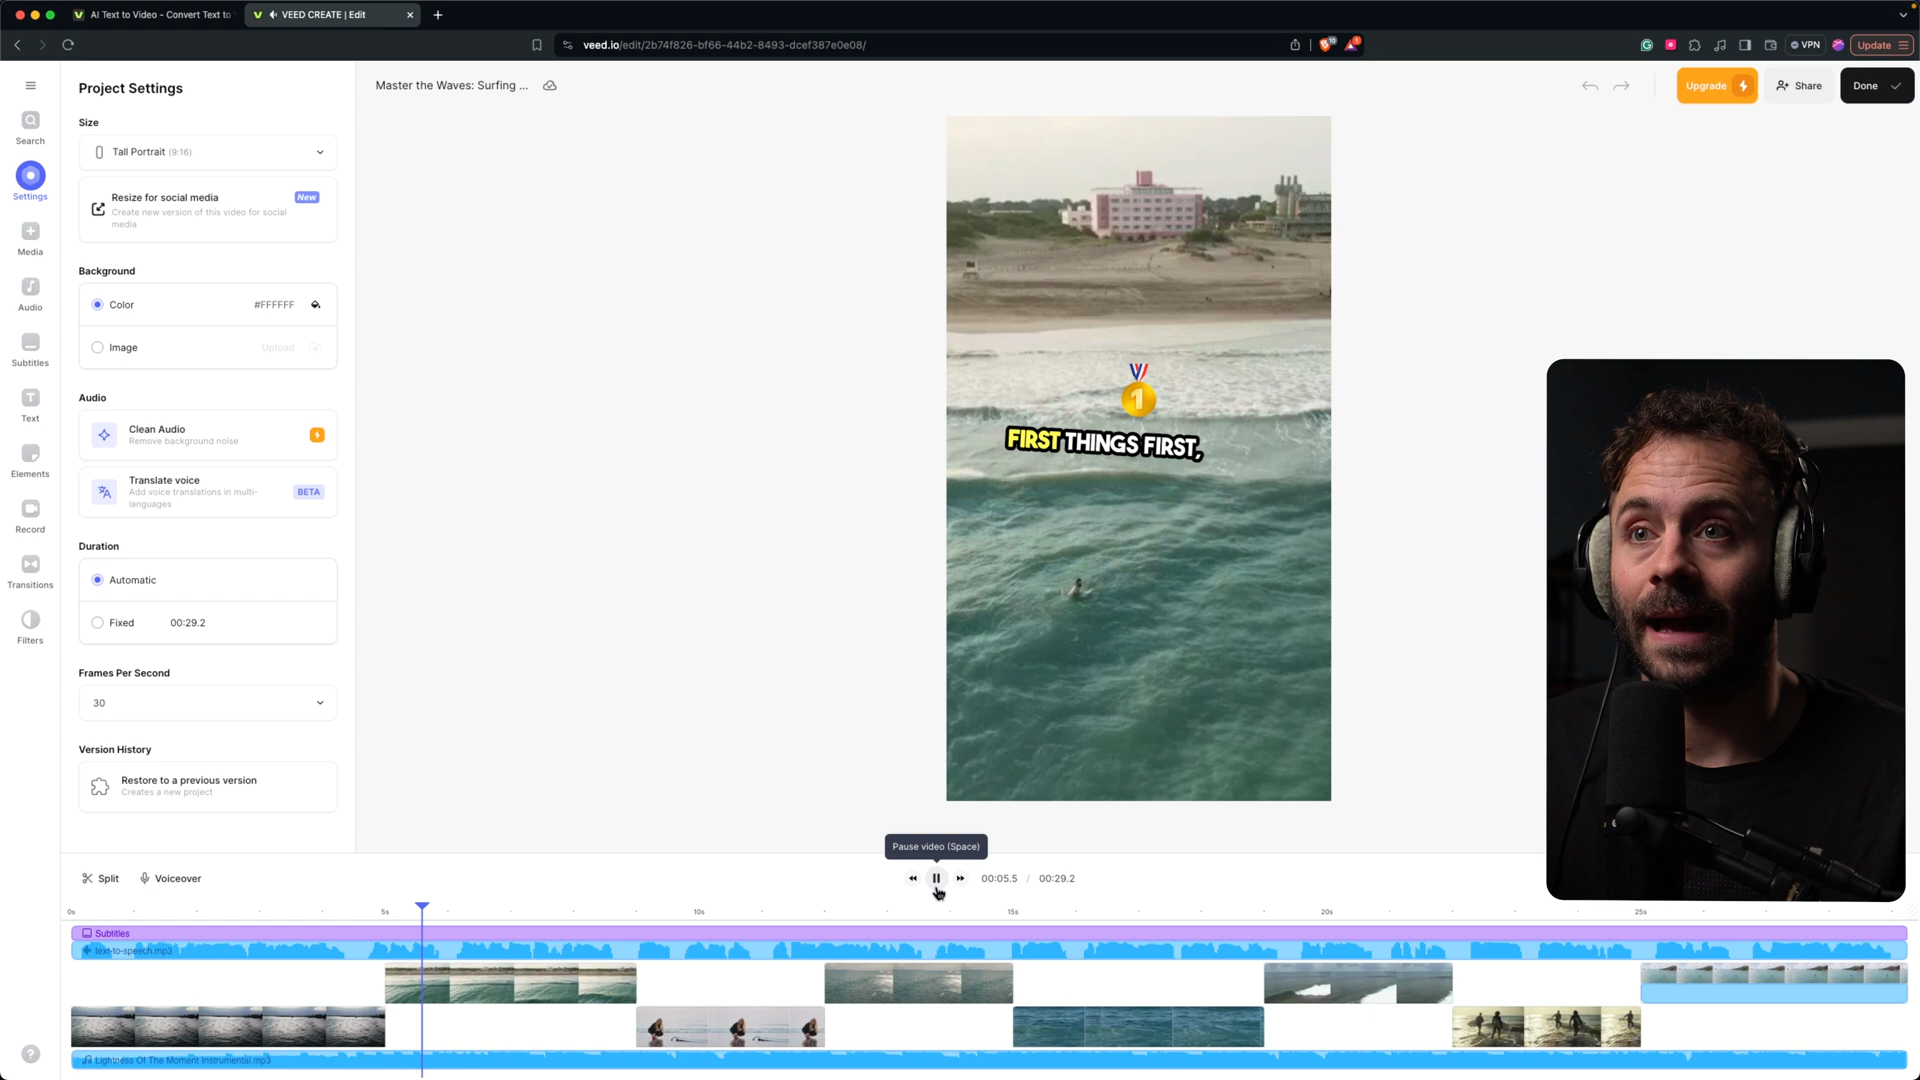 AI Text to Video - Convert Text to
VEED CREATE | Edit
veed.io/edit/2b74f826-bf66-44b2-8493-dcef387e0e08/
10
1
VPN
Update
Project Settings
Master the Waves: Surfing ...
Upgrade
Share
Done
Search
Settings
Media
Audio
Subtitles
Text
Elements
Record
Transitions
Filters
Size
Tall Portrait (9:16)
Resize for social media
New
Create new version of this video for social
media
Background
Color
#FFFFFF
Image
Upload
Audio
Clean Audio
Remove background noise
Translate voice
Add voice translations in multi-
languages
BETA
Duration
Automatic
Fixed
00:29.2
Frames Per Second
30
Version History
Restore to a previous version
Creates a new project
1
FIRST THINGS FIRST,
Pause video (Space)
Split
Voiceover
00:05.5 / 00:29.2
0s
5s
10s
15s
20s
25s
Subtitles
text-to-speech.mp3
Lightness Of The Moment Instrumental.mp3
?